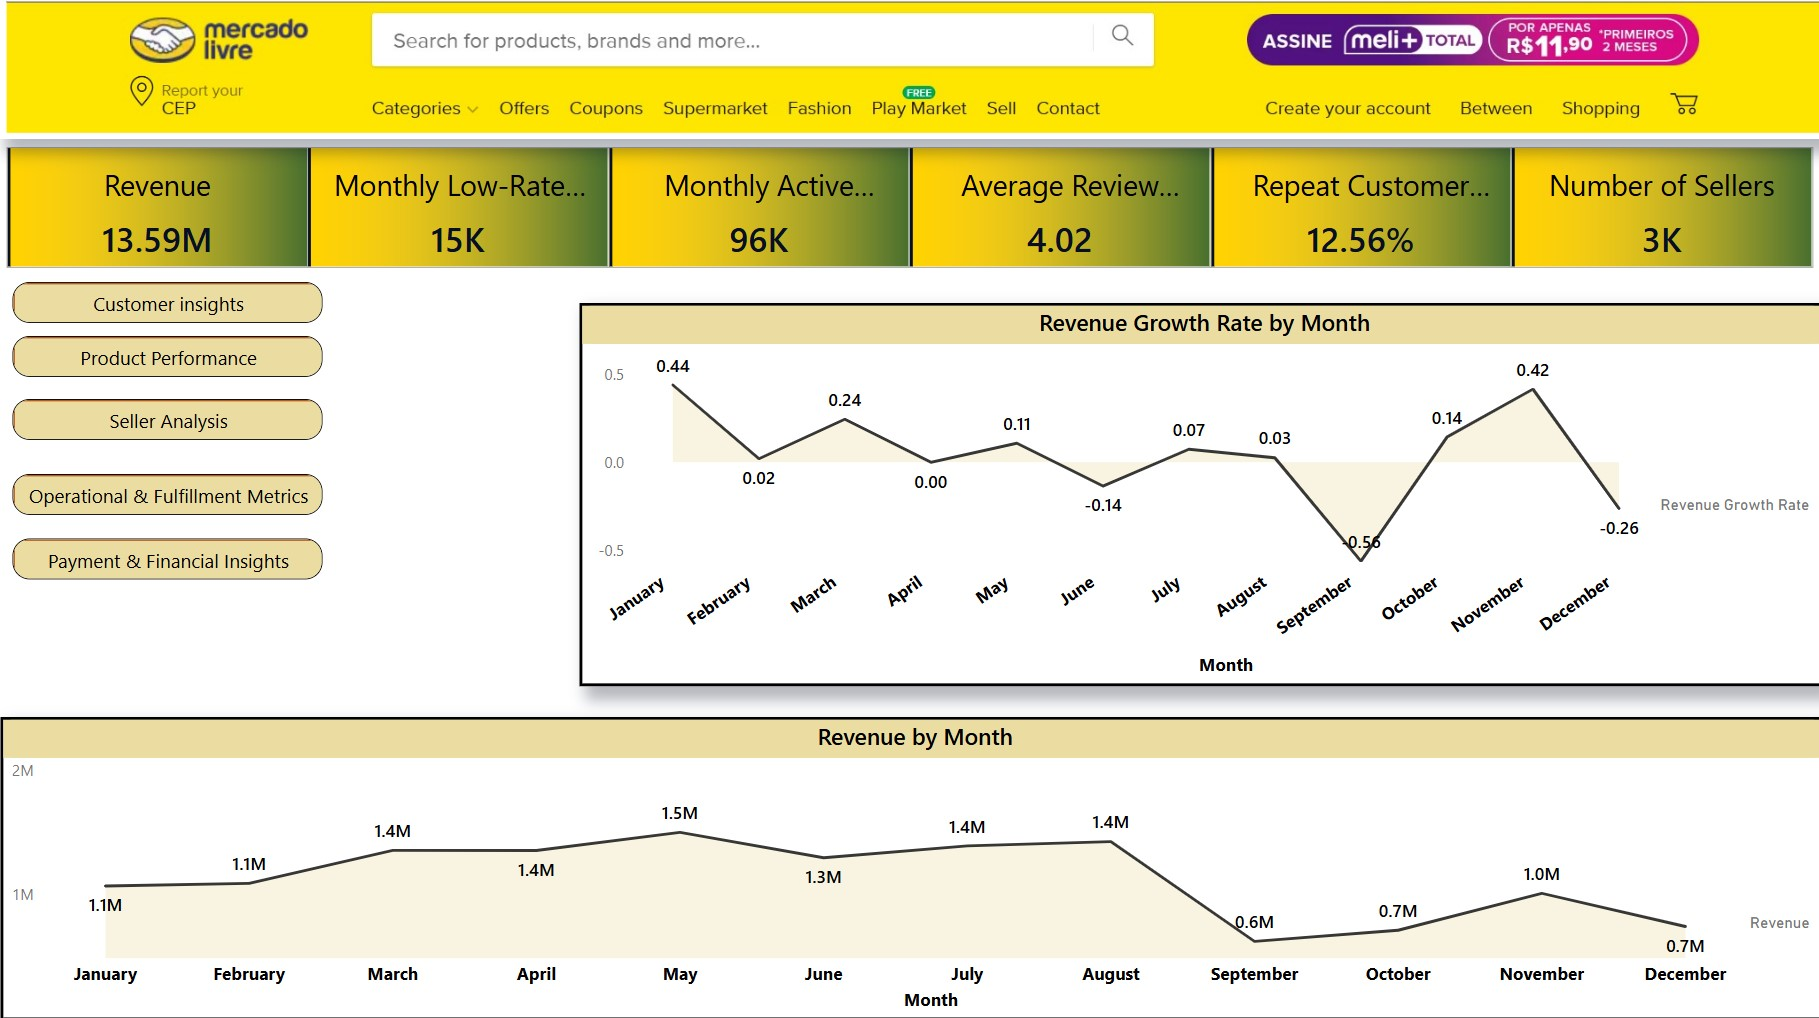 mercado
livre
Search for products, brands and more...
ASSINE meli+ TOTAL POR APENAS R$11,90 *PRIMEIROS 2 MESES
Report your
CEP
Categories Offers Coupons Supermarket Fashion Play Market FREE Sell Contact
Create your account Between Shopping
Revenue
13.59M
Monthly Low-Rate...
15K
Monthly Active...
96K
Average Review...
4.02
Repeat Customer...
12.56%
Number of Sellers
3K
Customer insights
Product Performance
Seller Analysis
Operational & Fulfillment Metrics
Payment & Financial Insights
Revenue Growth Rate by Month
0.5
0.0
-0.5
0.44
0.02
0.24
0.00
0.11
-0.14
0.07
0.03
-0.56
0.14
0.42
-0.26
Revenue Growth Rate
January
February
March
April
May
June
July
August
September
October
November
December
Month
Revenue by Month
2M
1M
1.1M
1.1M
1.4M
1.4M
1.5M
1.3M
1.4M
1.4M
0.6M
0.7M
1.0M
0.7M
Revenue
January
February
March
April
May
June
July
August
September
October
November
December
Month